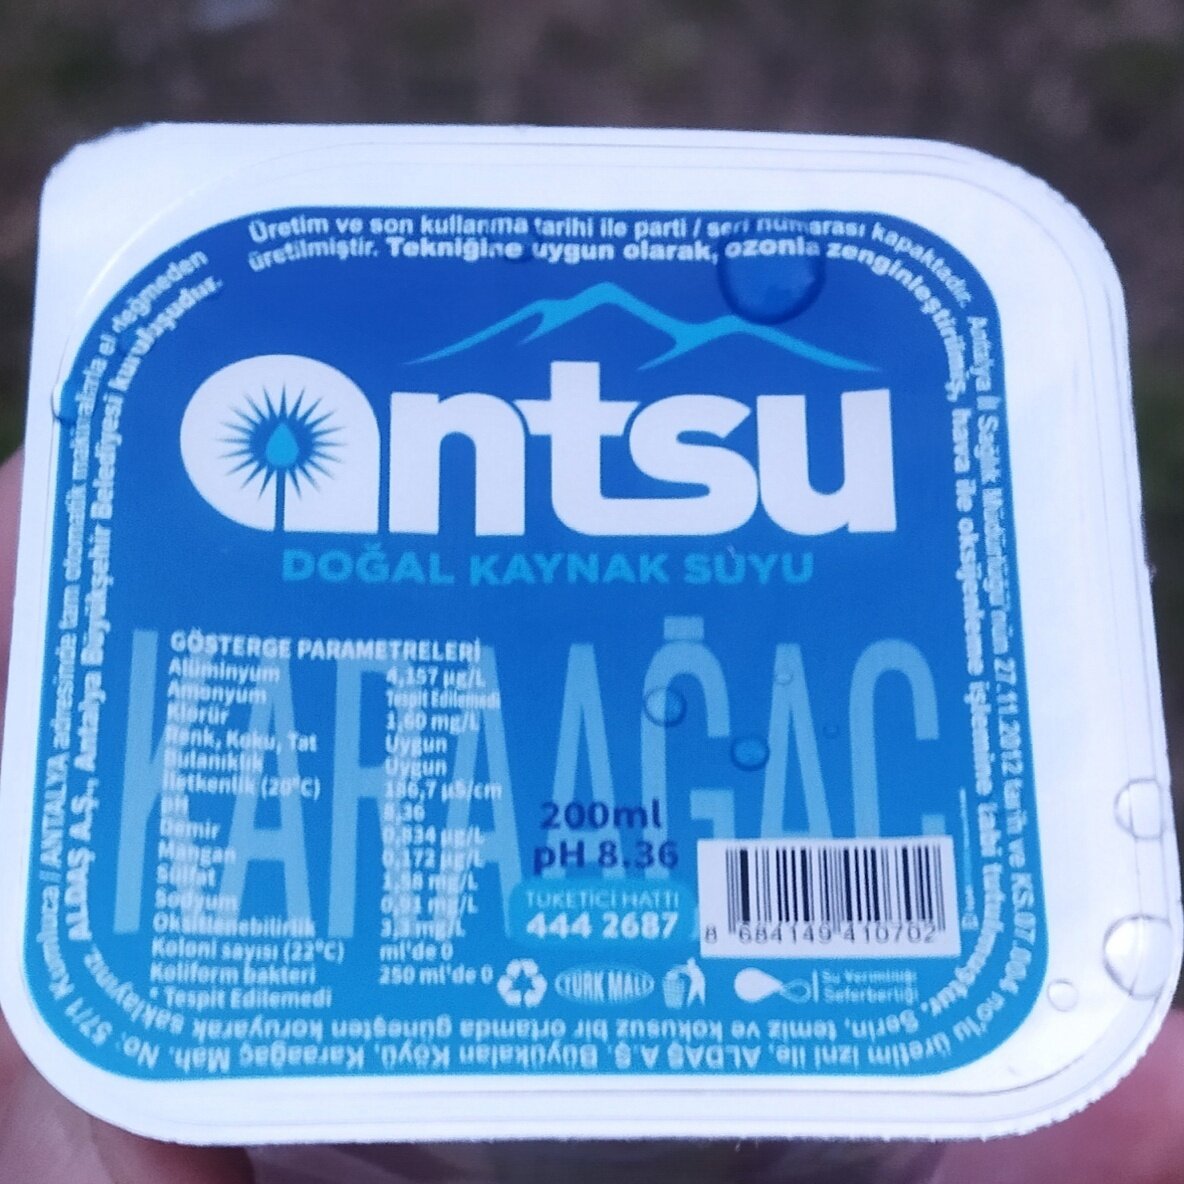 Üretim ve son kullanma tarihi ile parti / seri numarası kapaktadır. Antalya İl Sağlık Müdürlüğü'nün 27.11.2012 tarih ve KS.07.004 no'lu üretim izni ile, ALDAŞ A.Ş. Büyükalan Köyü, Karaağaç Mah. No: 57/1 Kumluca / ANTALYA adresinde tam otomatik makinalarla el değmeden
üretilmiştir. Tekniğine uygun olarak, ozonla zenginleştirilmiş, hava ile oksijenleme işlemine tabi tutulmuştur. Serin, temiz ve kokusuz bir ortamda güneşten koruyarak saklayınız. ALDAŞ A.Ş., Antalya Büyükşehir Belediyesi kuruluşudur.
antsu
DOĞAL KAYNAK SUYU
KARAAĞAÇ
GÖSTERGE PARAMETRELERİ
Alüminyum 4,157 µg/L
Amonyum Tespit Edilemedi
Klorür 1,60 mg/L
Renk, Koku, Tat Uygun
Bulanıklık Uygun
İletkenlik (20°C) 186,7 µS/cm
pH 8,36
Demir 0,834 µg/L
Mangan 0,172 µg/L
Sülfat 1,38 mg/L
Sodyum 0,91 mg/L
Oksitlenebilirlik 3,3 mg/L
Koloni sayısı (22°C) ml'de 0
Koliform bakteri 250 ml'de 0
* Tespit Edilemedi
200ml
pH 8.36
TÜKETİCİ HATTI
444 2687
8 684149 410702
TÜRK MALI
Su Verimliliği
Seferberliği